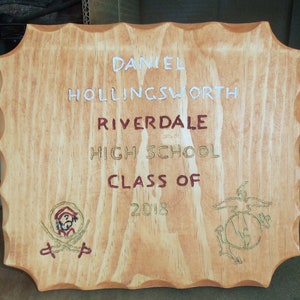 DANIEL
HOLLINGSWORTH
RIVERDALE
HIGH SCHOOL
CLASS OF
2018